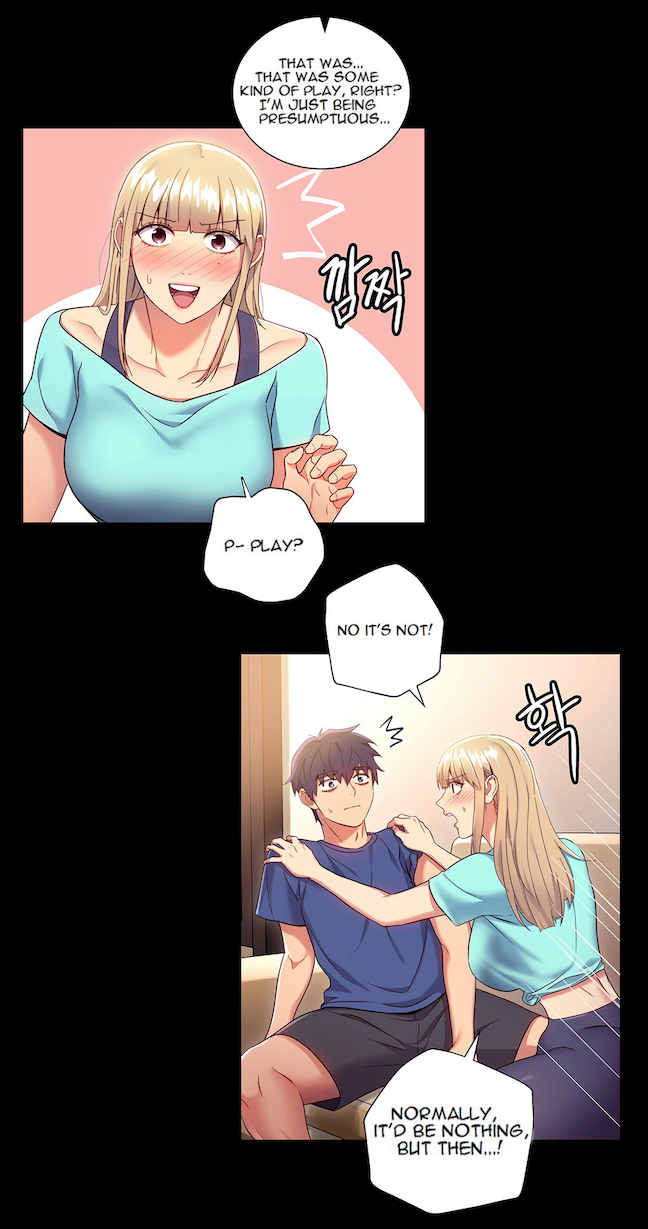 THAT WAS...
THAT WAS SOME
KIND OF PLAY, RIGHT?
I'M JUST BEING
PRESUMPTUOUS...
깜짝
P- PLAY?
NO IT'S NOT!
확
NORMALLY,
IT'D BE NOTHING,
BUT THEN...!